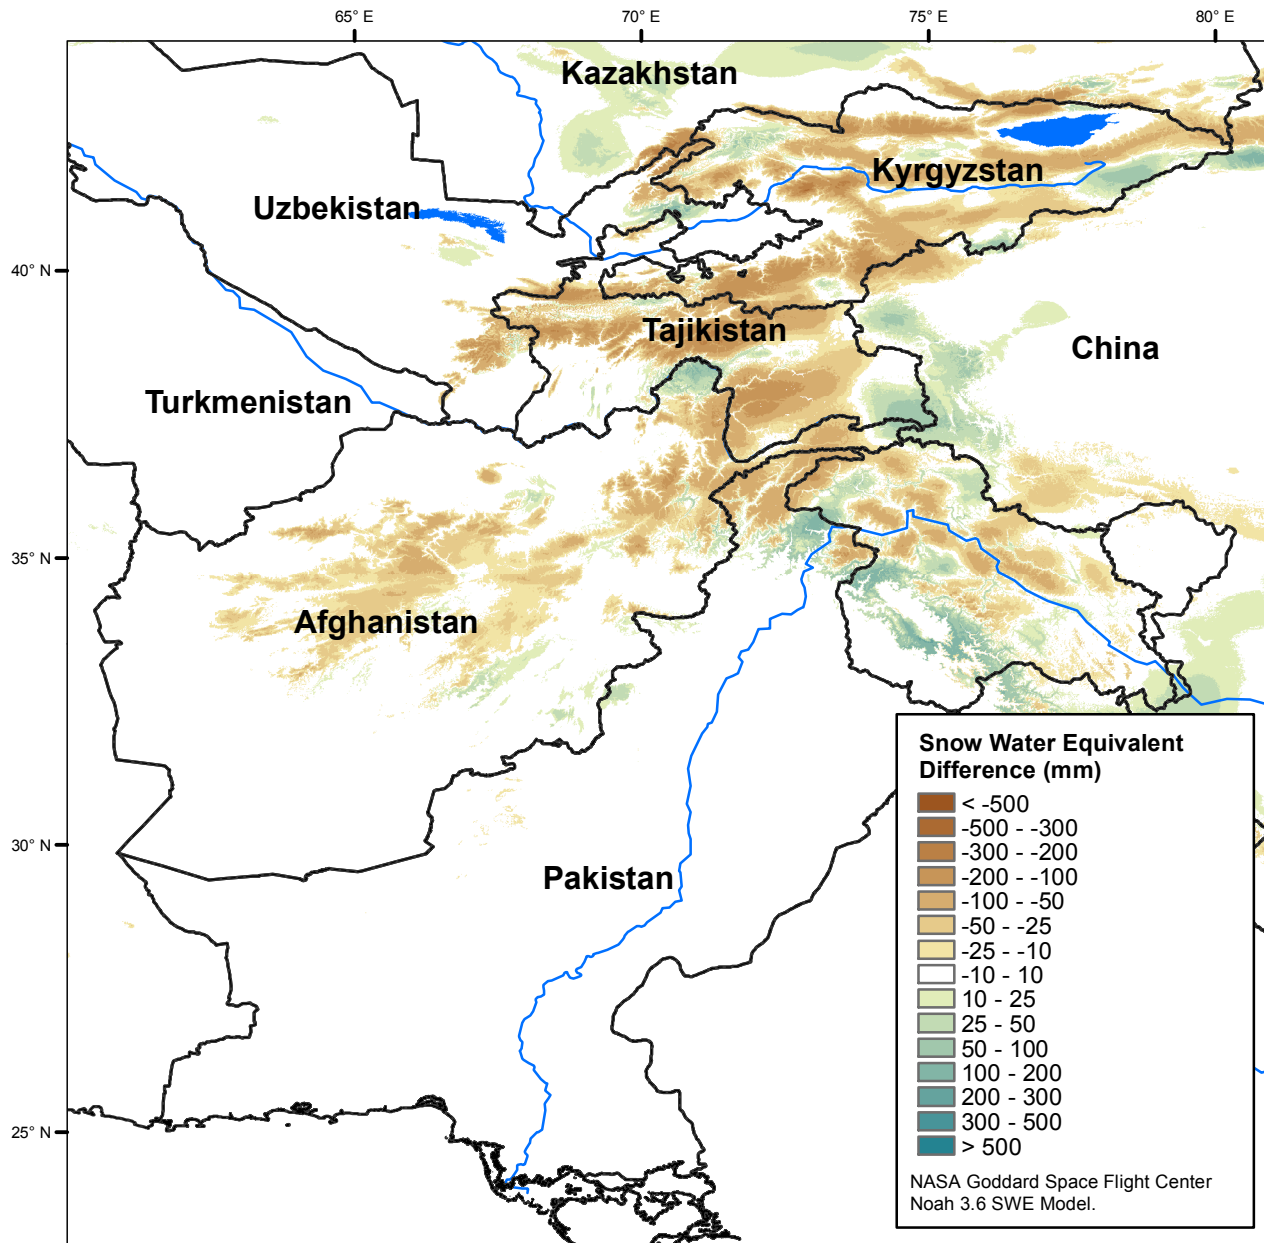 65° E
70° E
75° E
80° E
Kazakhstan
Kyrgyzstan
Uzbekistan
40° N
Tajikistan
China
Turkmenistan
35° N
Afghanistan
Snow Water Equivalent
Difference (mm)
< -500
-500 - -300
-300 - -200
-200 - -100
-100 - -50
-50 - -25
-25 - -10
-10 - 10
10 - 25
25 - 50
50 - 100
100 - 200
200 - 300
300 - 500
> 500
NASA Goddard Space Flight Center
Noah 3.6 SWE Model.
30° N
Pakistan
25° N